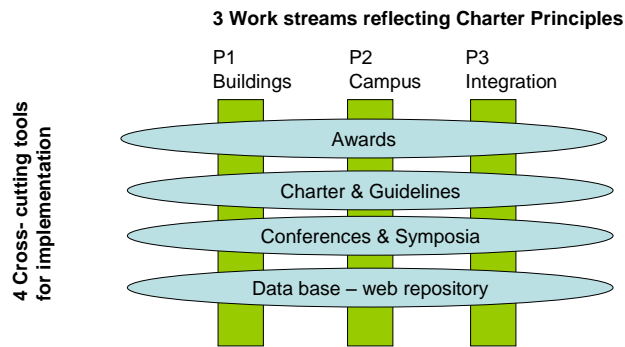 3 Work streams reflecting Charter Principles
P1
Buildings
P2
Campus
P3
Integration
4 Cross- cutting tools
for implementation
Awards
Charter & Guidelines
Conferences & Symposia
Data base – web repository